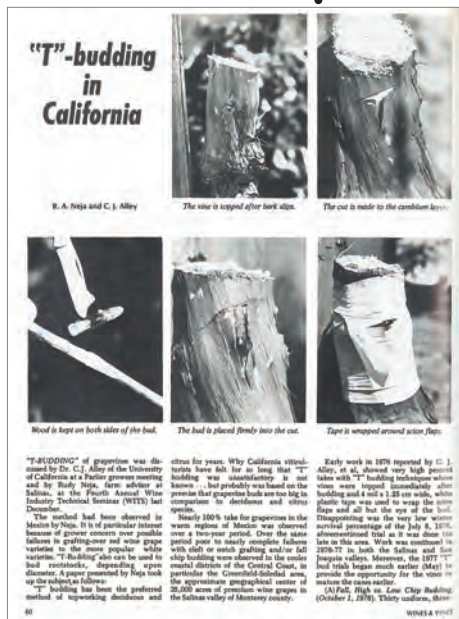 "T"-budding
in
California
R. A. Neja and C. J. Alley
The vine is topped after bark slips.
The cut is made to the cambium layer.
Wood is kept on both sides of the bud.
The bud is placed firmly into the cut.
Tape is wrapped around scion flaps.
"T-BUDDING" of grapevines was dis-
cussed by Dr. C.J. Alley of the University
of California at a Parlier growers meeting
and by Rudy Neja, farm advisor at
Salinas, at the Fourth Annual Wine
Industry Technical Seminar (WITS) last
December.
The method had been observed in
Mexico by Neja. It is of particular interest
because of grower concern over possible
failures in grafting-over red wine grape
varieties to the more popular white
varieties. "T-Budding" also can be used to
bud rootstocks, depending upon
diameter. A paper presented by Neja took
up the subject as follows:
"T" budding has been the preferred
method of topworking deciduous and
citrus for years. Why California viticul-
turists have felt for so long that "T"
budding was unsatisfactory is not
known . . . but probably was based on the
premise that grapevine buds are too big in
comparison to deciduous and citrus
species.
Nearly 100% take for grapevines in the
warm regions of Mexico was observed
over a two-year period. Over the same
period poor to nearly complete failures
with cleft or notch grafting and/or fall
chip budding were observed in the cooler
coastal districts of the Central Coast, in
particular the Greenfield-Soledad area,
the approximate geographical center of
35,000 acres of premium wine grapes in
the Salinas valley of Monterey county.
Early work in 1976 reported by C. J.
Alley, et al, showed very high percent
takes with "T" budding technique where
vines were topped immediately after
budding and 4 mil x 1.25 cm wide, white
plastic tape was used to wrap the scion
flaps and all but the eye of the bud.
Disappointing was the very low winter
survival percentage of the July 8, 1976,
aforementioned trial as it was done too
late in this area. Work was continued in
1976-77 in both the Salinas and San
Joaquin valleys. Moreover, the 1977 "T"
bud trials began much earlier (May) to
provide the opportunity for the vines to
mature the canes earlier.
(A) Fall, High vs. Low Chip Budding
(October 1, 1976). Thirty uniform, three-
60
WINES & VINES